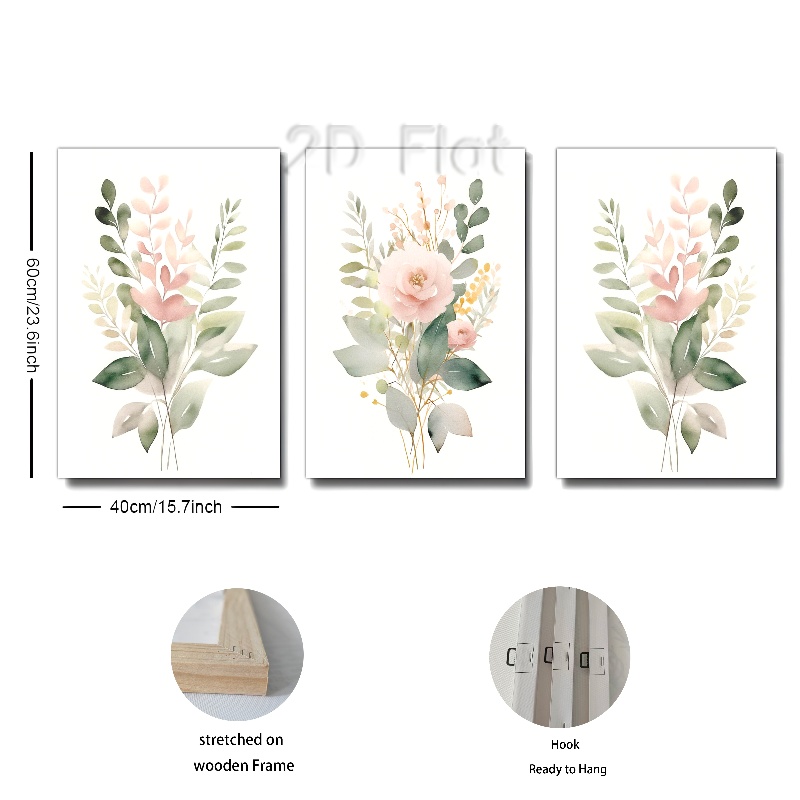 2D Flat
60cm/23.6inch
40cm/15.7inch
stretched on
wooden Frame
Hook
Ready to Hang